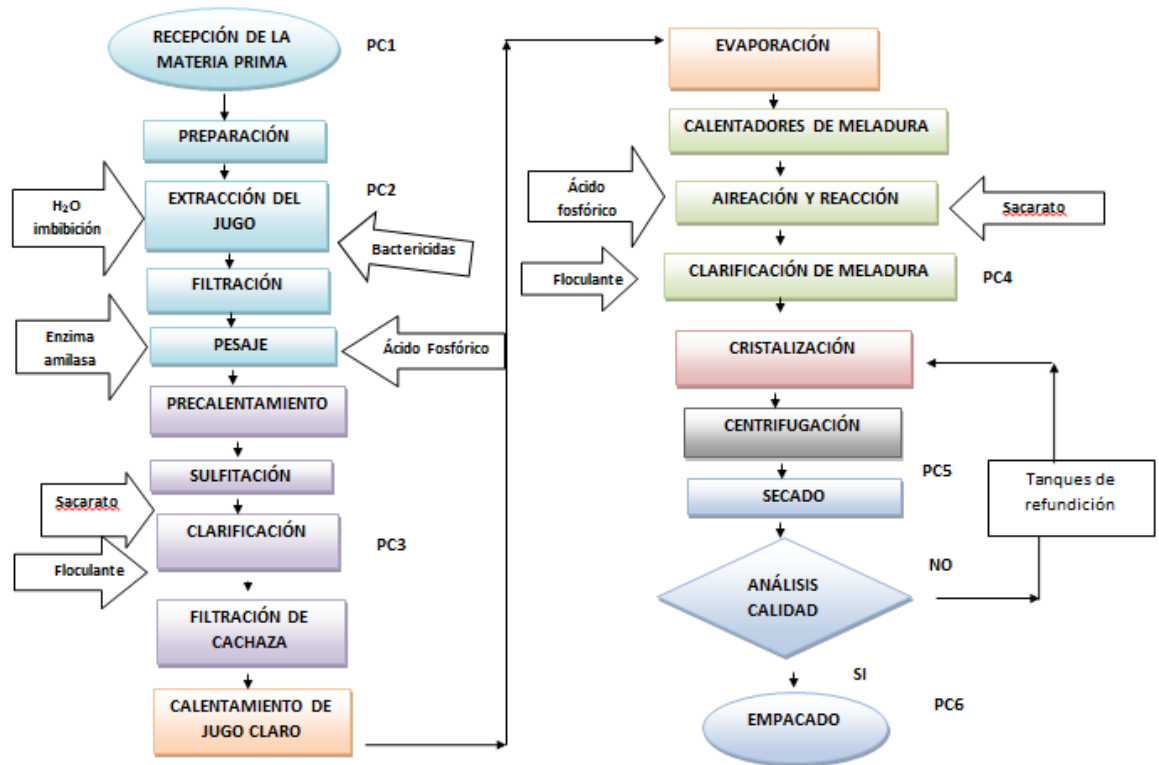 RECEPCIÓN DE LA
MATERIA PRIMA
PC1
PREPARACIÓN
H₂O
imbibición
EXTRACCIÓN DEL
JUGO
PC2
Bactericidas
FILTRACIÓN
Enzima
amilasa
PESAJE
Ácido Fosfórico
PRECALENTAMIENTO
SULFITACIÓN
Sacarato
CLARIFICACIÓN
PC3
Floculante
FILTRACIÓN DE
CACHAZA
CALENTAMIENTO DE
JUGO CLARO
EVAPORACIÓN
CALENTADORES DE MELADURA
Ácido
fosfórico
AIREACIÓN Y REACCIÓN
Sacarato
Floculante
CLARIFICACIÓN DE MELADURA
PC4
CRISTALIZACIÓN
CENTRIFUGACIÓN
PC5
SECADO
Tanques de
refundición
ANÁLISIS
CALIDAD
NO
SI
EMPACADO
PC6